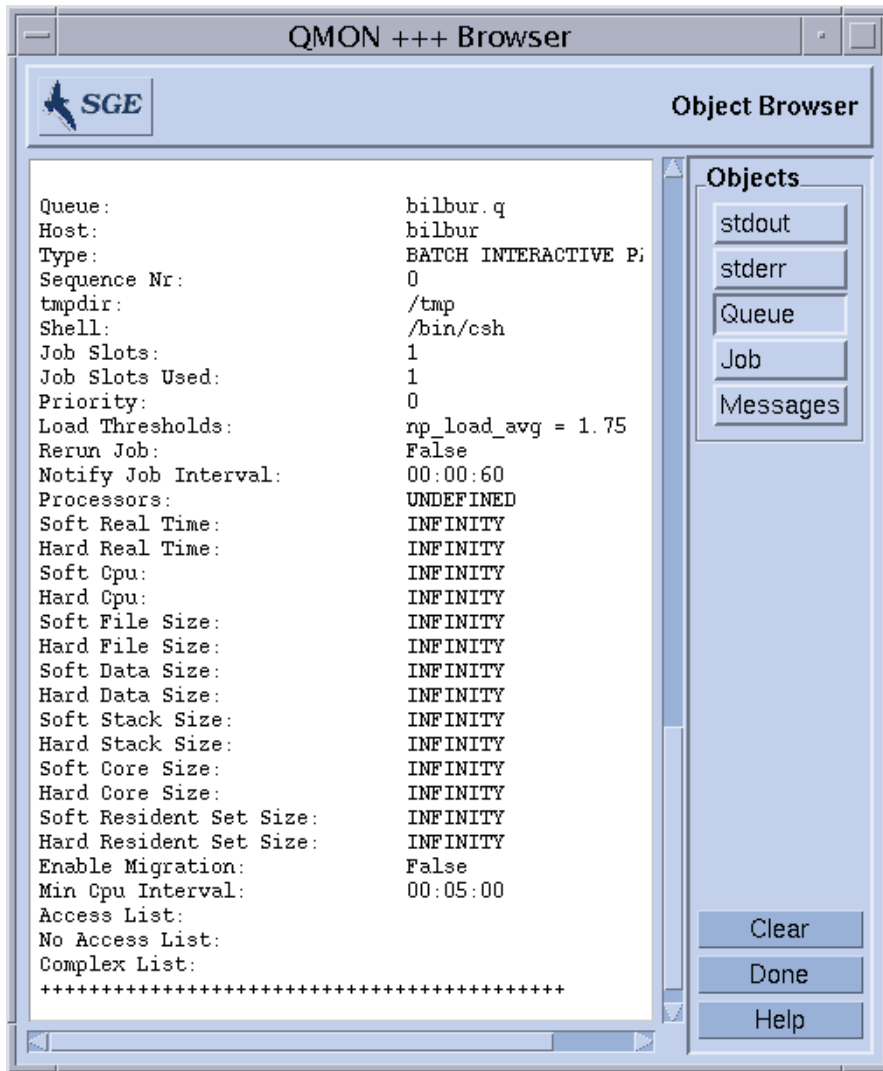 QMON +++ Browser
SGE
Object Browser
Queue: bilbur.q
Host: bilbur
Type: BATCH INTERACTIVE
Sequence Nr: 0
tmpdir: /tmp
Shell: /bin/csh
Job Slots: 1
Job Slots Used: 1
Priority: 0
Load Thresholds: np_load_avg = 1.75
Rerun Job: False
Notify Job Interval: 00:00:60
Processors: UNDEFINED
Soft Real Time: INFINITY
Hard Real Time: INFINITY
Soft Cpu: INFINITY
Hard Cpu: INFINITY
Soft File Size: INFINITY
Hard File Size: INFINITY
Soft Data Size: INFINITY
Hard Data Size: INFINITY
Soft Stack Size: INFINITY
Hard Stack Size: INFINITY
Soft Core Size: INFINITY
Hard Core Size: INFINITY
Soft Resident Set Size: INFINITY
Hard Resident Set Size: INFINITY
Enable Migration: False
Min Cpu Interval: 00:05:00
Access List:
No Access List:
Complex List:
+++++++++++++++++++++++++++++++++++++++++++
Objects
stdout
stderr
Queue
Job
Messages
Clear
Done
Help